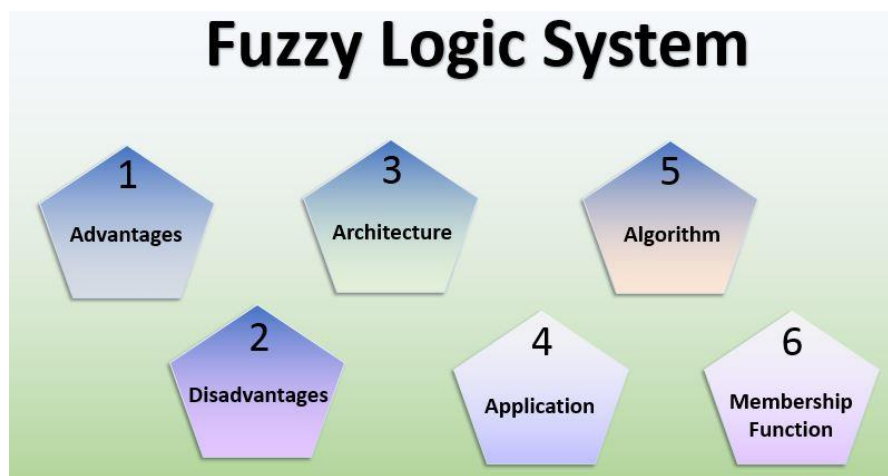 Fuzzy Logic System
1
Advantages
2
Disadvantages
3
Architecture
4
Application
5
Algorithm
6
Membership
Function